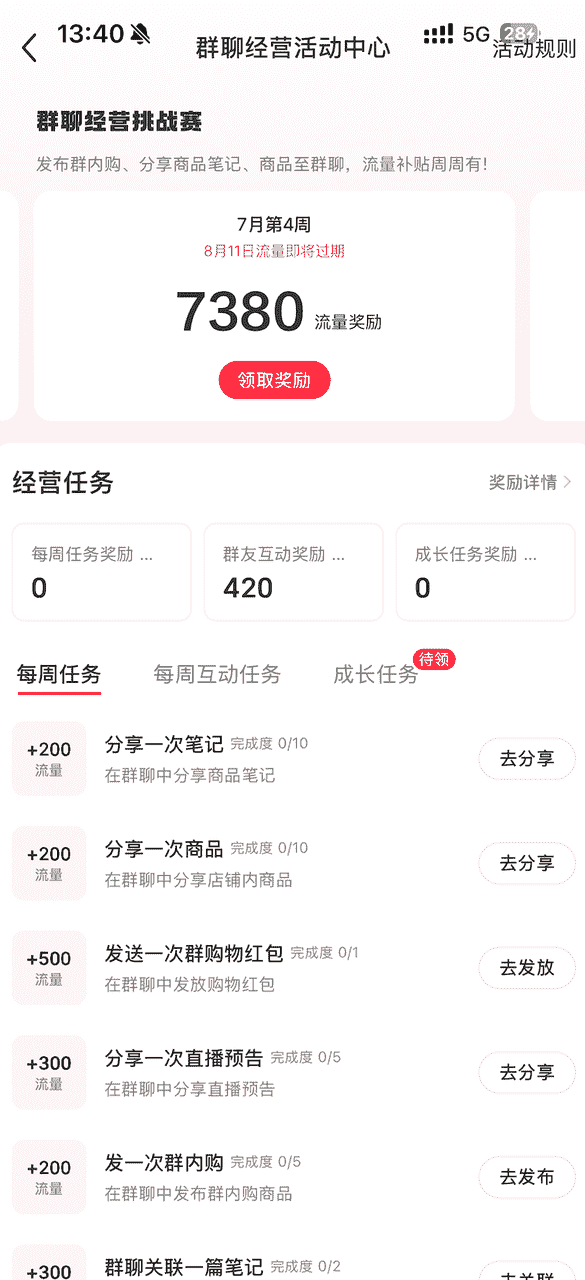 13:40
5G 28
群聊经营活动中心
活动规则
群聊经营挑战赛
发布群内购、分享商品笔记、商品至群聊，流量补贴周周有！
7月第4周
8月11日流量即将过期
7380 流量奖励
领取奖励
经营任务
奖励详情
每周任务奖励 ...
0
群友互动奖励 ...
420
成长任务奖励 ...
0
每周任务
每周互动任务
成长任务
待领
+200
流量
分享一次笔记 完成度 0/10
在群聊中分享商品笔记
去分享
+200
流量
分享一次商品 完成度 0/10
在群聊中分享店铺内商品
去分享
+500
流量
发送一次群购物红包 完成度 0/1
在群聊中发放购物红包
去发放
+300
流量
分享一次直播预告 完成度 0/5
在群聊中分享直播预告
去分享
+200
流量
发一次群内购 完成度 0/5
在群聊中发布群内购商品
去发布
+300
群聊关联一篇笔记 完成度 0/2
去关联